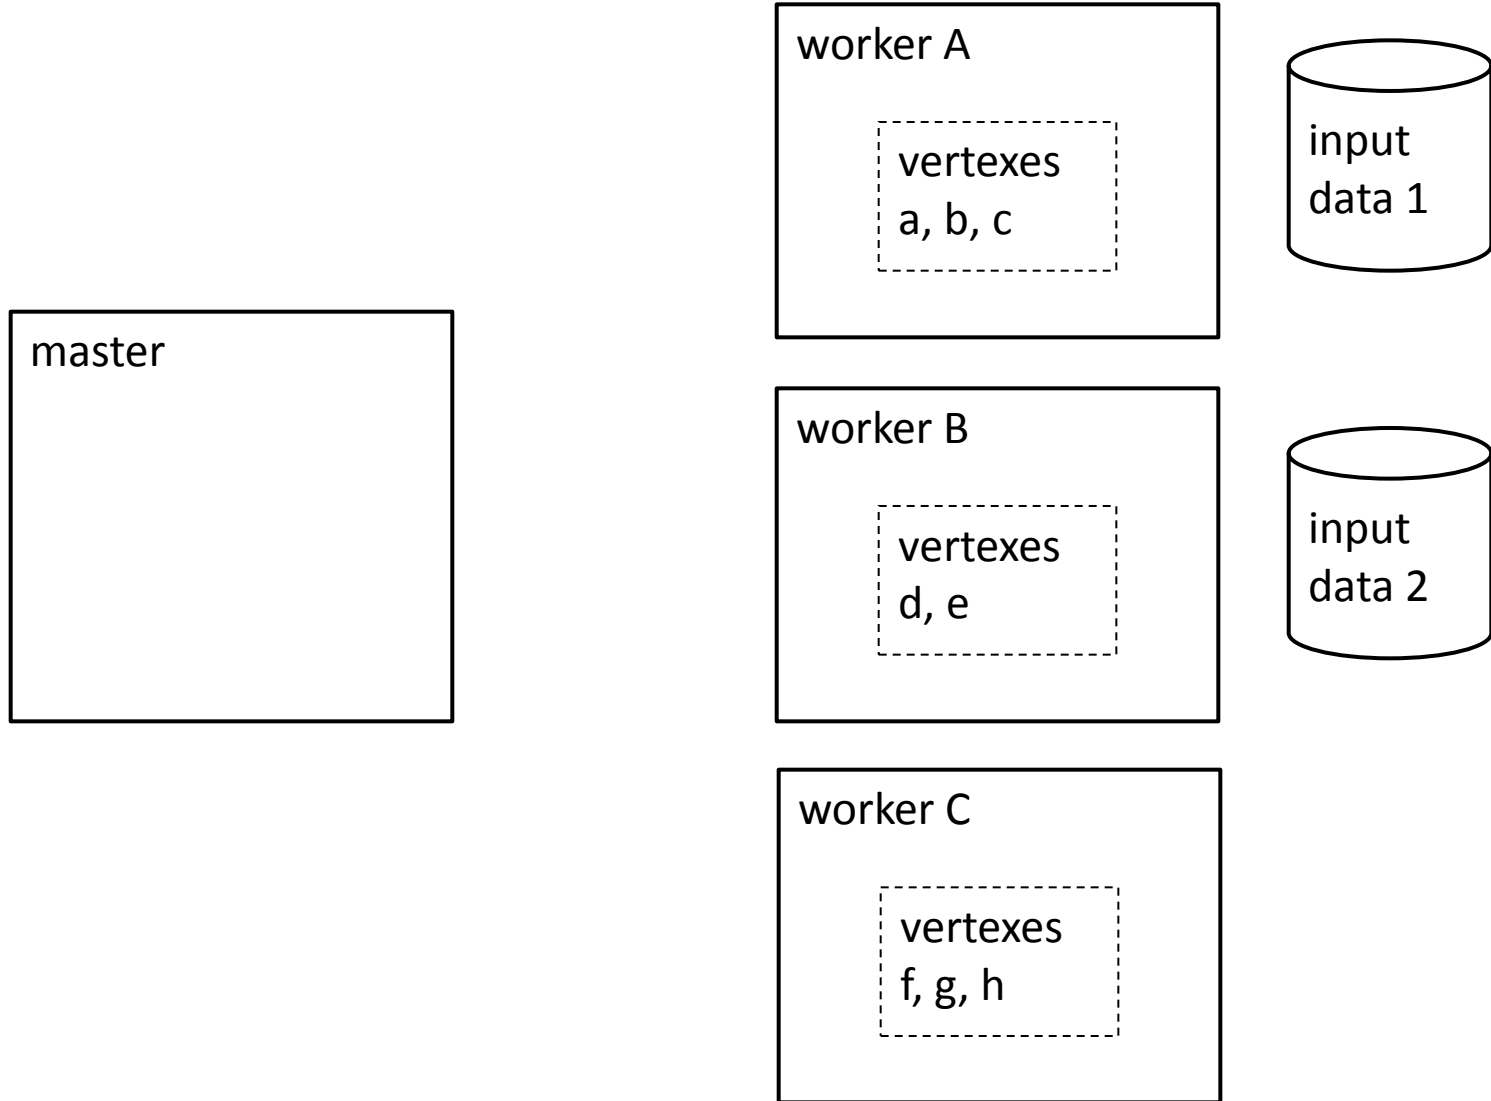 worker A
vertexes
a, b, c
input
data 1
master
worker B
vertexes
d, e
input
data 2
worker C
vertexes
f, g, h